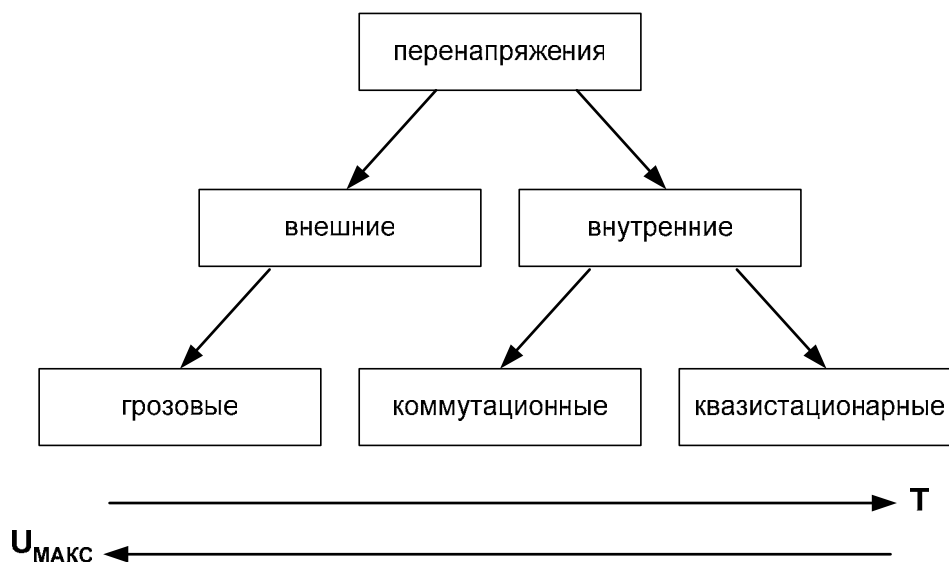 перенапряжения
внешние
внутренние
грозовые
коммутационные
квазистационарные
T
UМАКС